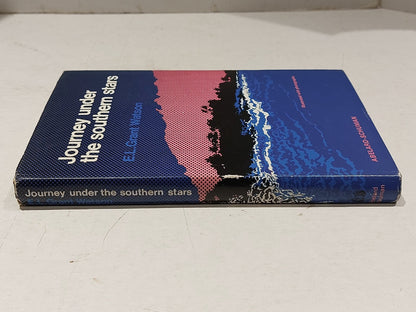 Journey under
the southern stars
E.L. Grant Watson
ABELARD-SCHUMAN
Journey under the southern stars
E.L. Grant Watson